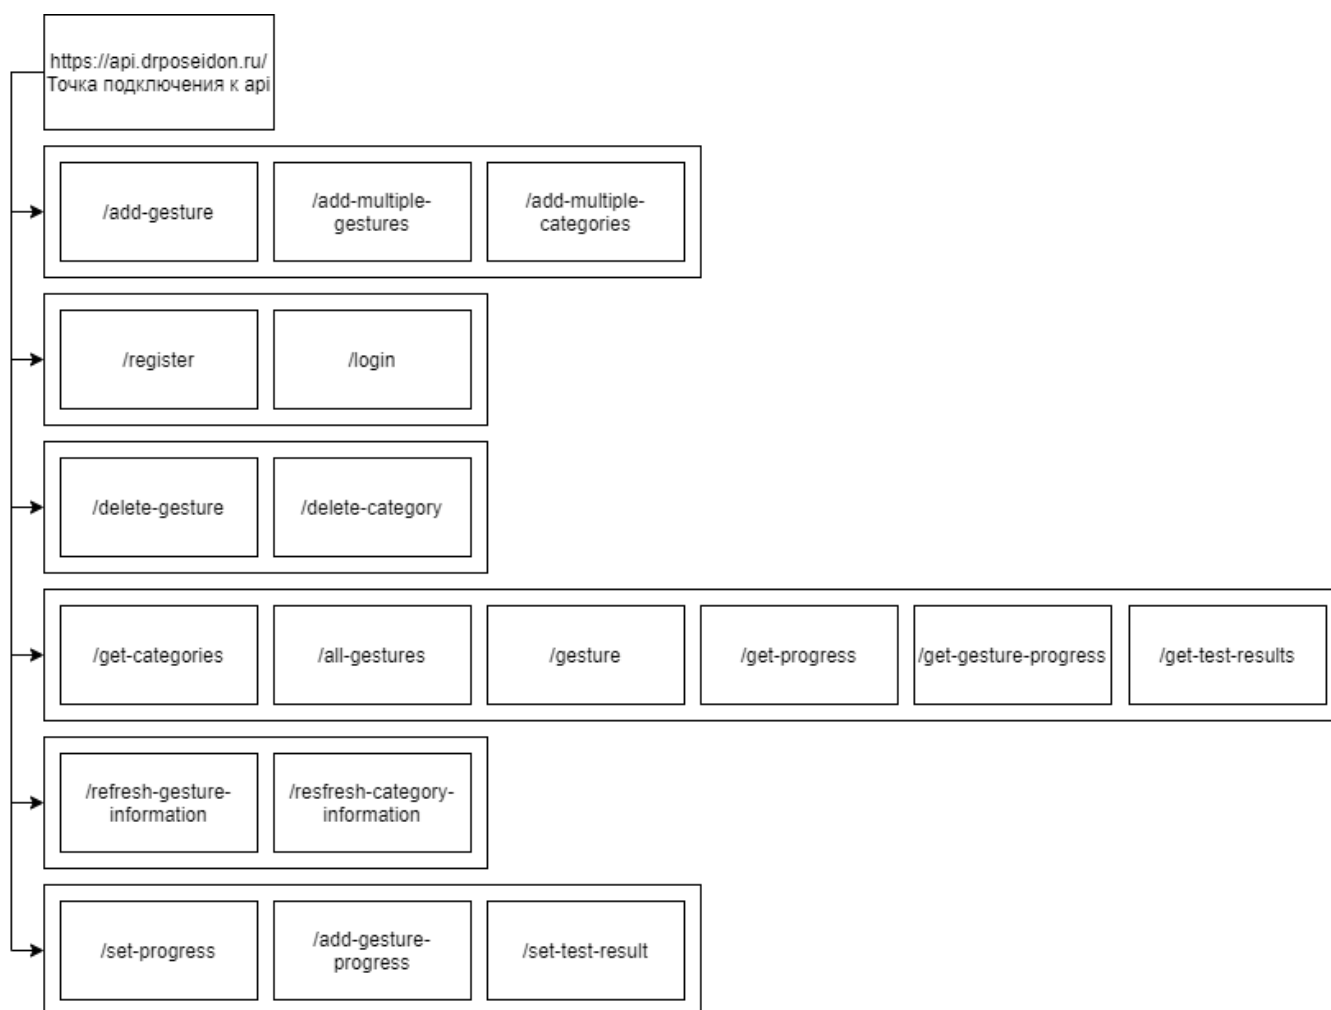 https://api.drposeidon.ru/
Точка подключения к api
/add-gesture
/add-multiple-
gestures
/add-multiple-
categories
/register
/login
/delete-gesture
/delete-category
/get-categories
/all-gestures
/gesture
/get-progress
/get-gesture-progress
/get-test-results
/refresh-gesture-
information
/resfresh-category-
information
/set-progress
/add-gesture-
progress
/set-test-result